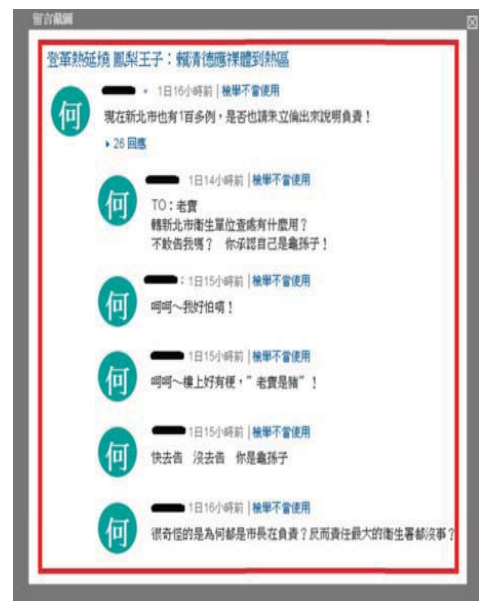 留言截圖
登革熱延燒 鳳梨王子：賴清德應裸體到熱區
何
1日16小時前 | 檢舉不當使用
現在新北市也有1百多例，是否也請朱立倫出來說明負責！
▸ 26 回應
何
1日14小時前 | 檢舉不當使用
TO：老賣
轉新北市衛生單位查處有什麼用？
不敢告我嗎？ 你承認自己是龜孫子！
何
1日15小時前 | 檢舉不當使用
呵呵～我好怕唷！
何
1日15小時前 | 檢舉不當使用
呵呵～樓上好有梗，”老賣是豬”！
何
1日15小時前 | 檢舉不當使用
快去告 沒去告 你是龜孫子
何
1日16小時前 | 檢舉不當使用
很奇怪的是為何都是市長在負責？反而責任最大的衛生署都沒事？